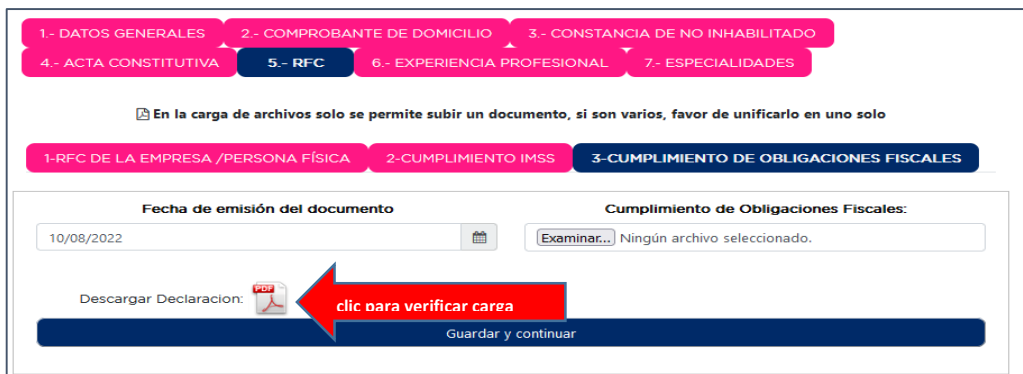 1.- DATOS GENERALES 2.- COMPROBANTE DE DOMICILIO 3.- CONSTANCIA DE NO INHABILITADO
4.- ACTA CONSTITUTIVA 5.- RFC 6.- EXPERIENCIA PROFESIONAL 7.- ESPECIALIDADES
En la carga de archivos solo se permite subir un documento, si son varios, favor de unificarlo en uno solo
1-RFC DE LA EMPRESA /PERSONA FÍSICA 2-CUMPLIMIENTO IMSS 3-CUMPLIMIENTO DE OBLIGACIONES FISCALES
Fecha de emisión del documento Cumplimiento de Obligaciones Fiscales:
10/08/2022 Examinar... Ningún archivo seleccionado.
Descargar Declaracion: PDF clic para verificar carga
Guardar y continuar